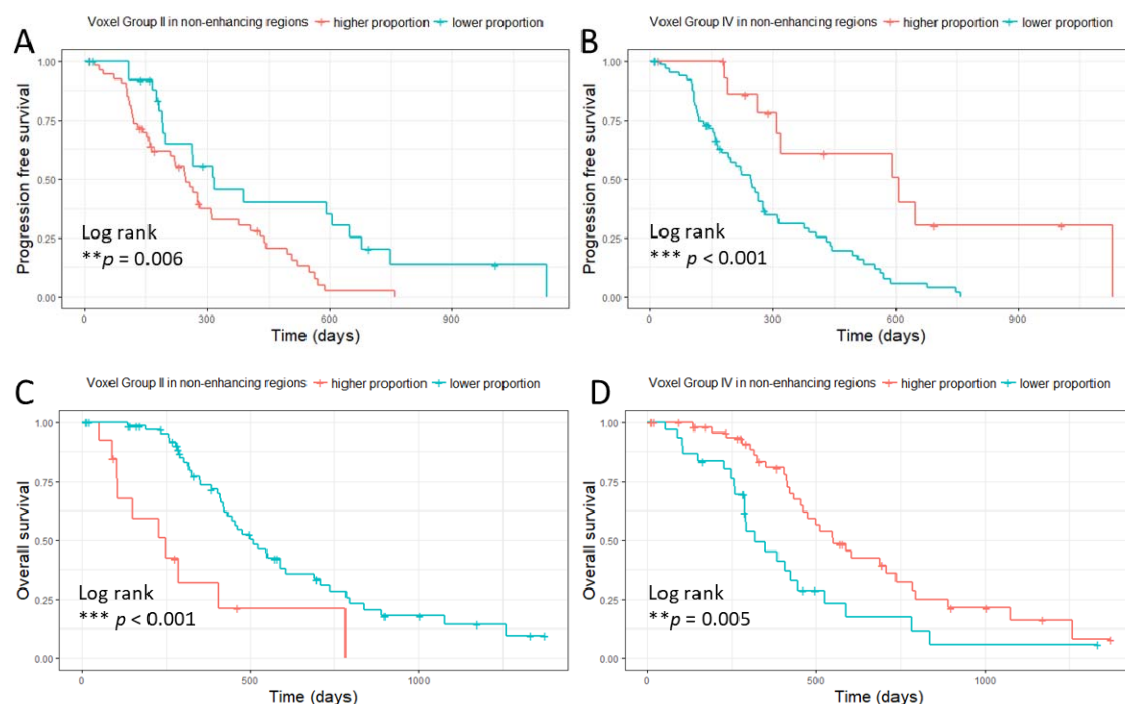 A
Voxel Group II in non-enhancing regions higher proportion lower proportion
Progression free survival
1.00
0.75
0.50
0.25
0.00
Log rank
**p = 0.006
0 300 600 900
Time (days)
B
Voxel Group IV in non-enhancing regions higher proportion lower proportion
Progression free survival
1.00
0.75
0.50
0.25
0.00
Log rank
*** p < 0.001
0 300 600 900
Time (days)
C
Voxel Group II in non-enhancing regions higher proportion lower proportion
Overall survival
1.00
0.75
0.50
0.25
0.00
Log rank
*** p < 0.001
0 500 1000
Time (days)
D
Voxel Group IV in non-enhancing regions higher proportion lower proportion
Overall survival
1.00
0.75
0.50
0.25
0.00
Log rank
**p = 0.005
0 500 1000
Time (days)